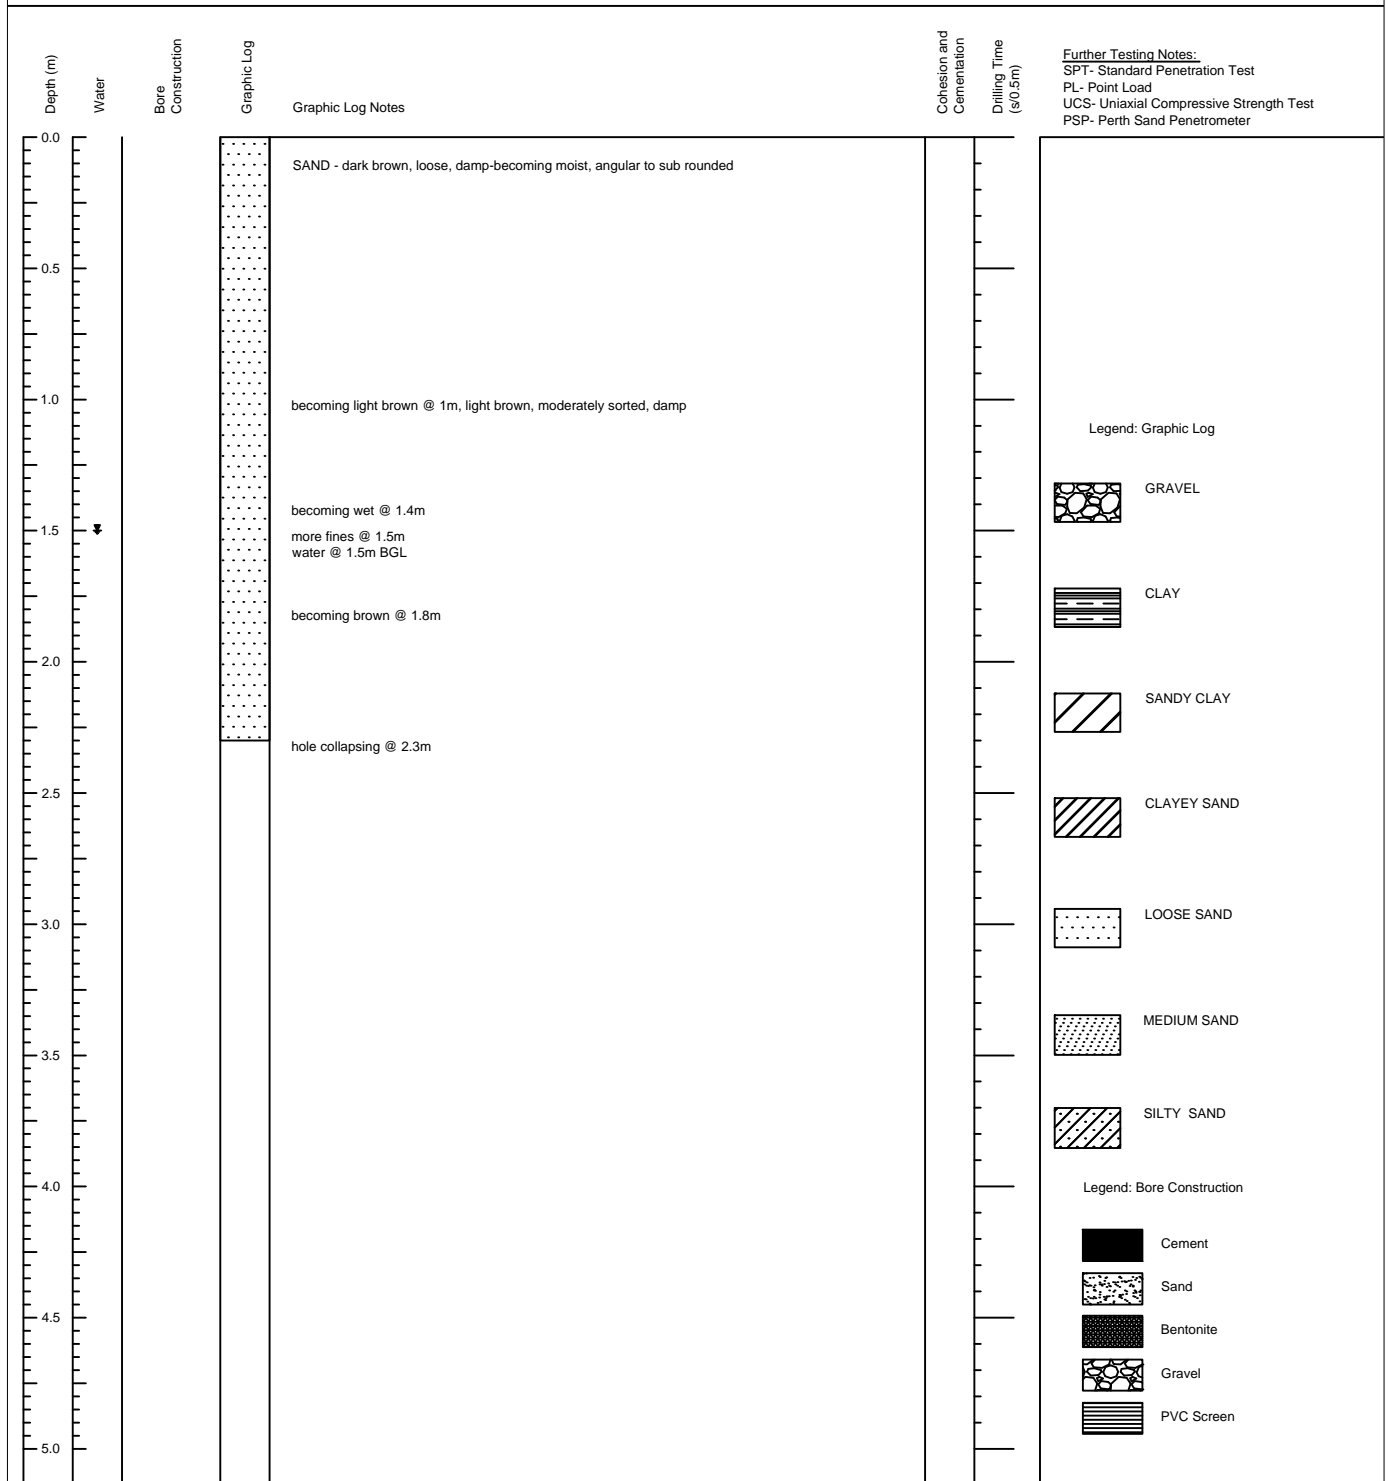 Depth (m)
Water
Bore
Construction
Graphic Log
Graphic Log Notes
Cohesion and
Cementation
Drilling Time
(s/0.5m)
Further Testing Notes:
SPT- Standard Penetration Test
PL- Point Load
UCS- Uniaxial Compressive Strength Test
PSP- Perth Sand Penetrometer
0.0
SAND - dark brown, loose, damp-becoming moist, angular to sub rounded
0.5
1.0
becoming light brown @ 1m, light brown, moderately sorted, damp
becoming wet @ 1.4m
1.5
more fines @ 1.5m
water @ 1.5m BGL
becoming brown @ 1.8m
2.0
hole collapsing @ 2.3m
2.5
3.0
3.5
4.0
4.5
5.0
Legend: Graphic Log
GRAVEL
CLAY
SANDY CLAY
CLAYEY SAND
LOOSE SAND
MEDIUM SAND
SILTY  SAND
Legend: Bore Construction
Cement
Sand
Bentonite
Gravel
PVC Screen